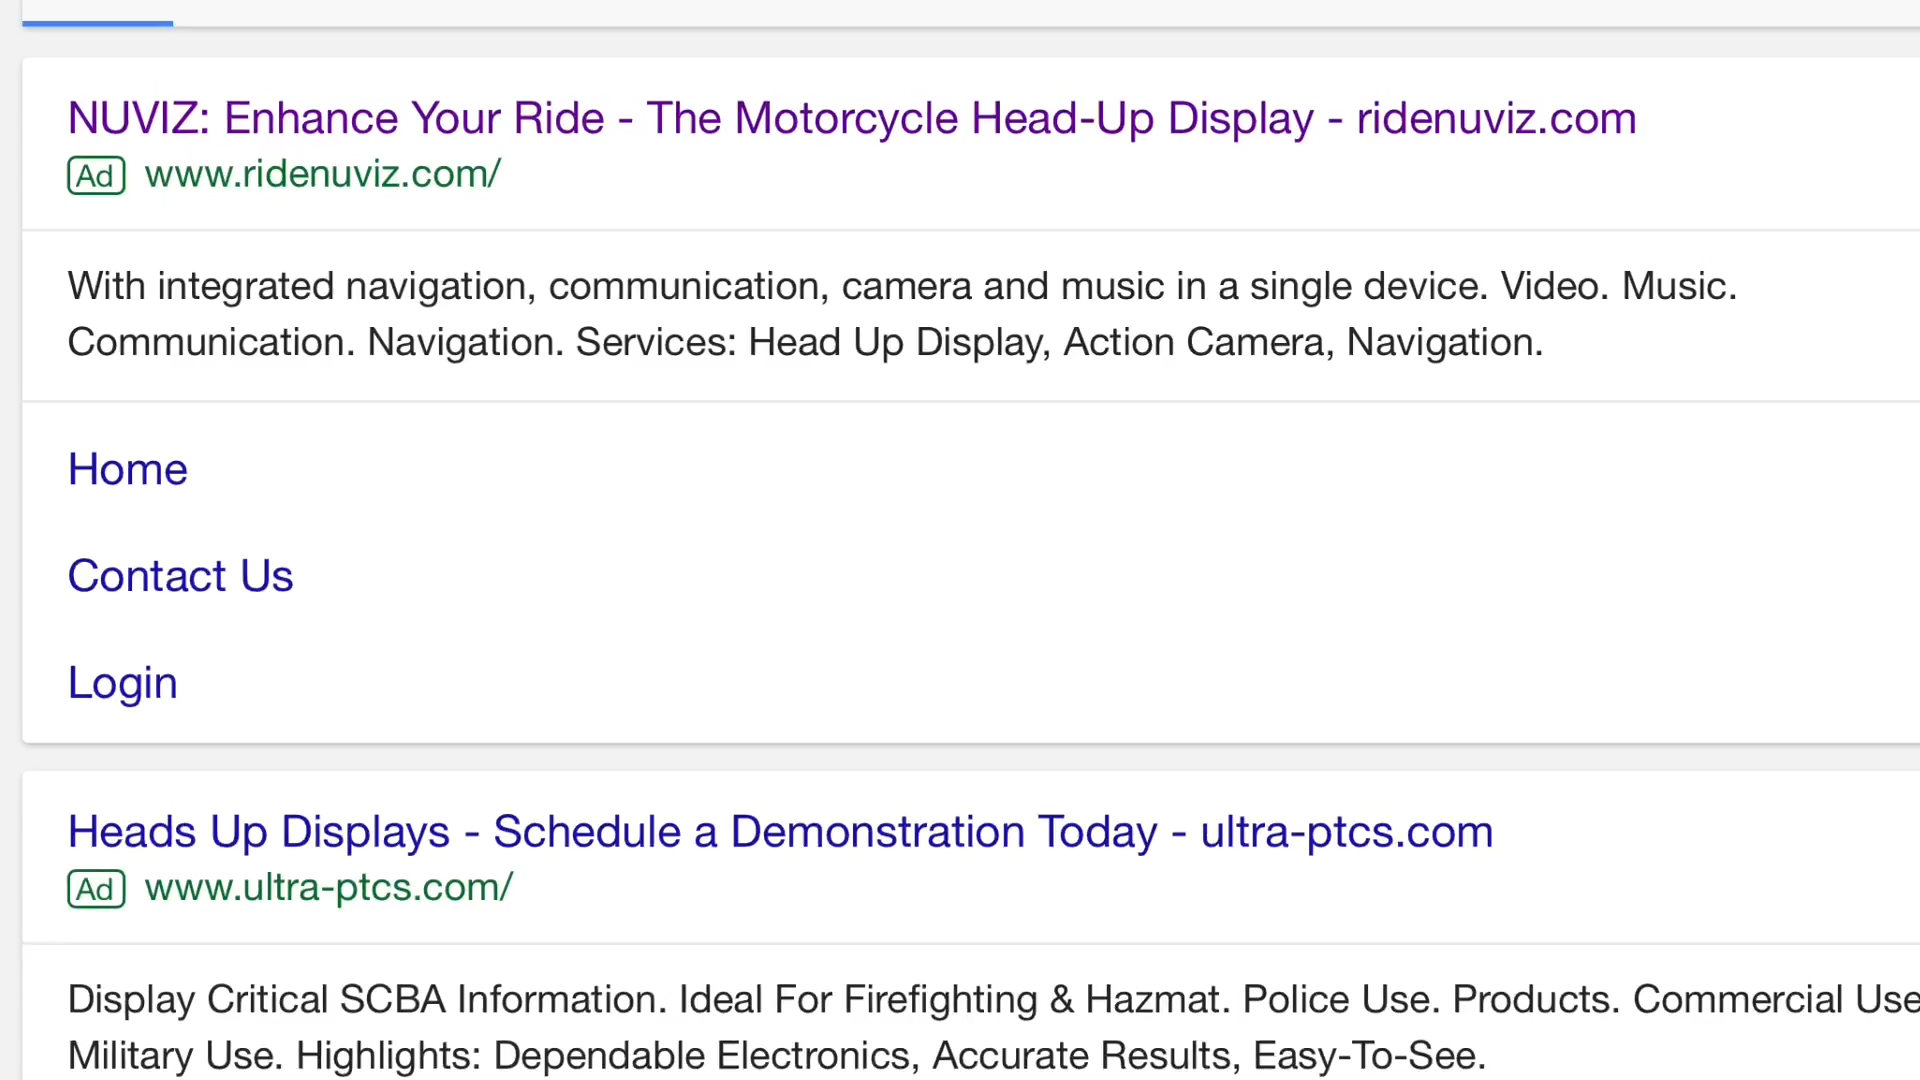 NUVIZ: Enhance Your Ride - The Motorcycle Head-Up Display - ridenuviz.com
Ad www.ridenuviz.com/
With integrated navigation, communication, camera and music in a single device. Video. Music.
Communication. Navigation. Services: Head Up Display, Action Camera, Navigation.
Home
Contact Us
Login
Heads Up Displays - Schedule a Demonstration Today - ultra-ptcs.com
Ad www.ultra-ptcs.com/
Display Critical SCBA Information. Ideal For Firefighting & Hazmat. Police Use. Products. Commercial Use
Military Use. Highlights: Dependable Electronics, Accurate Results, Easy-To-See.